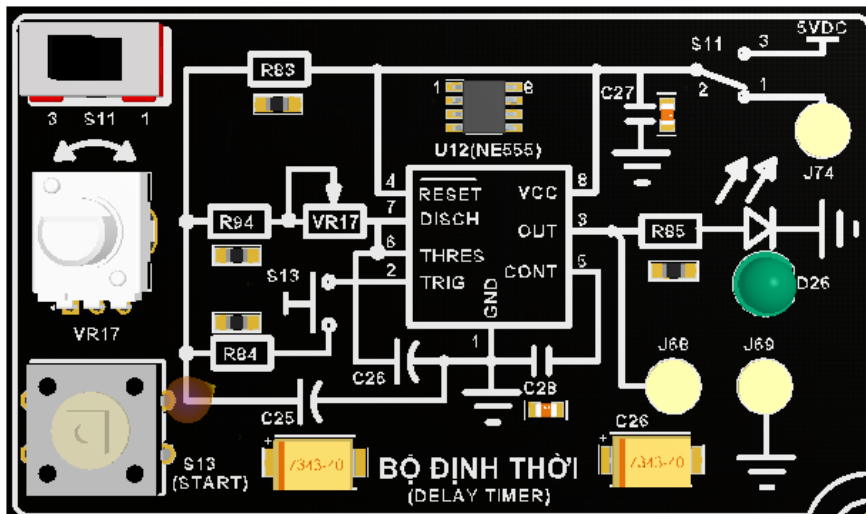 5VDC
S11
3
R83
C27
2
1
1
8
3 S11 1
U12(NE555)
J74
4
RESET
VCC
8
R94
VR17
7
DISCH
OUT
3
R85
6
THRES
S13
2
TRIG
CONT
5
GND
D26
VR17
R84
1
J68
J69
C26
C28
C25
C26
+
7343-40
+
7343-40
S13
(START)
BỘ ĐỊNH THỜI
(DELAY TIMER)